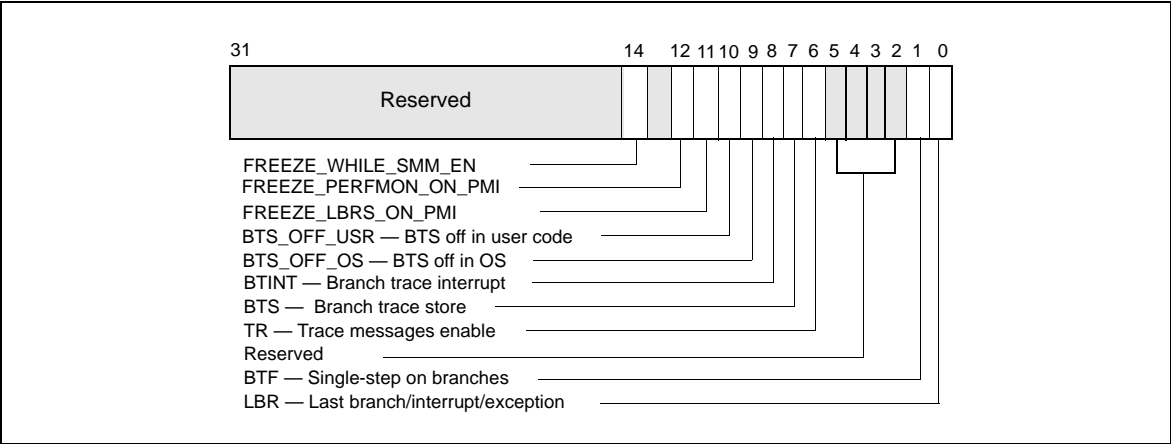 31 14 12 11 10 9 8 7 6 5 4 3 2 1 0
Reserved
FREEZE_WHILE_SMM_EN
FREEZE_PERFMON_ON_PMI
FREEZE_LBRS_ON_PMI
BTS_OFF_USR — BTS off in user code
BTS_OFF_OS — BTS off in OS
BTINT — Branch trace interrupt
BTS — Branch trace store
TR — Trace messages enable
Reserved
BTF — Single-step on branches
LBR — Last branch/interrupt/exception